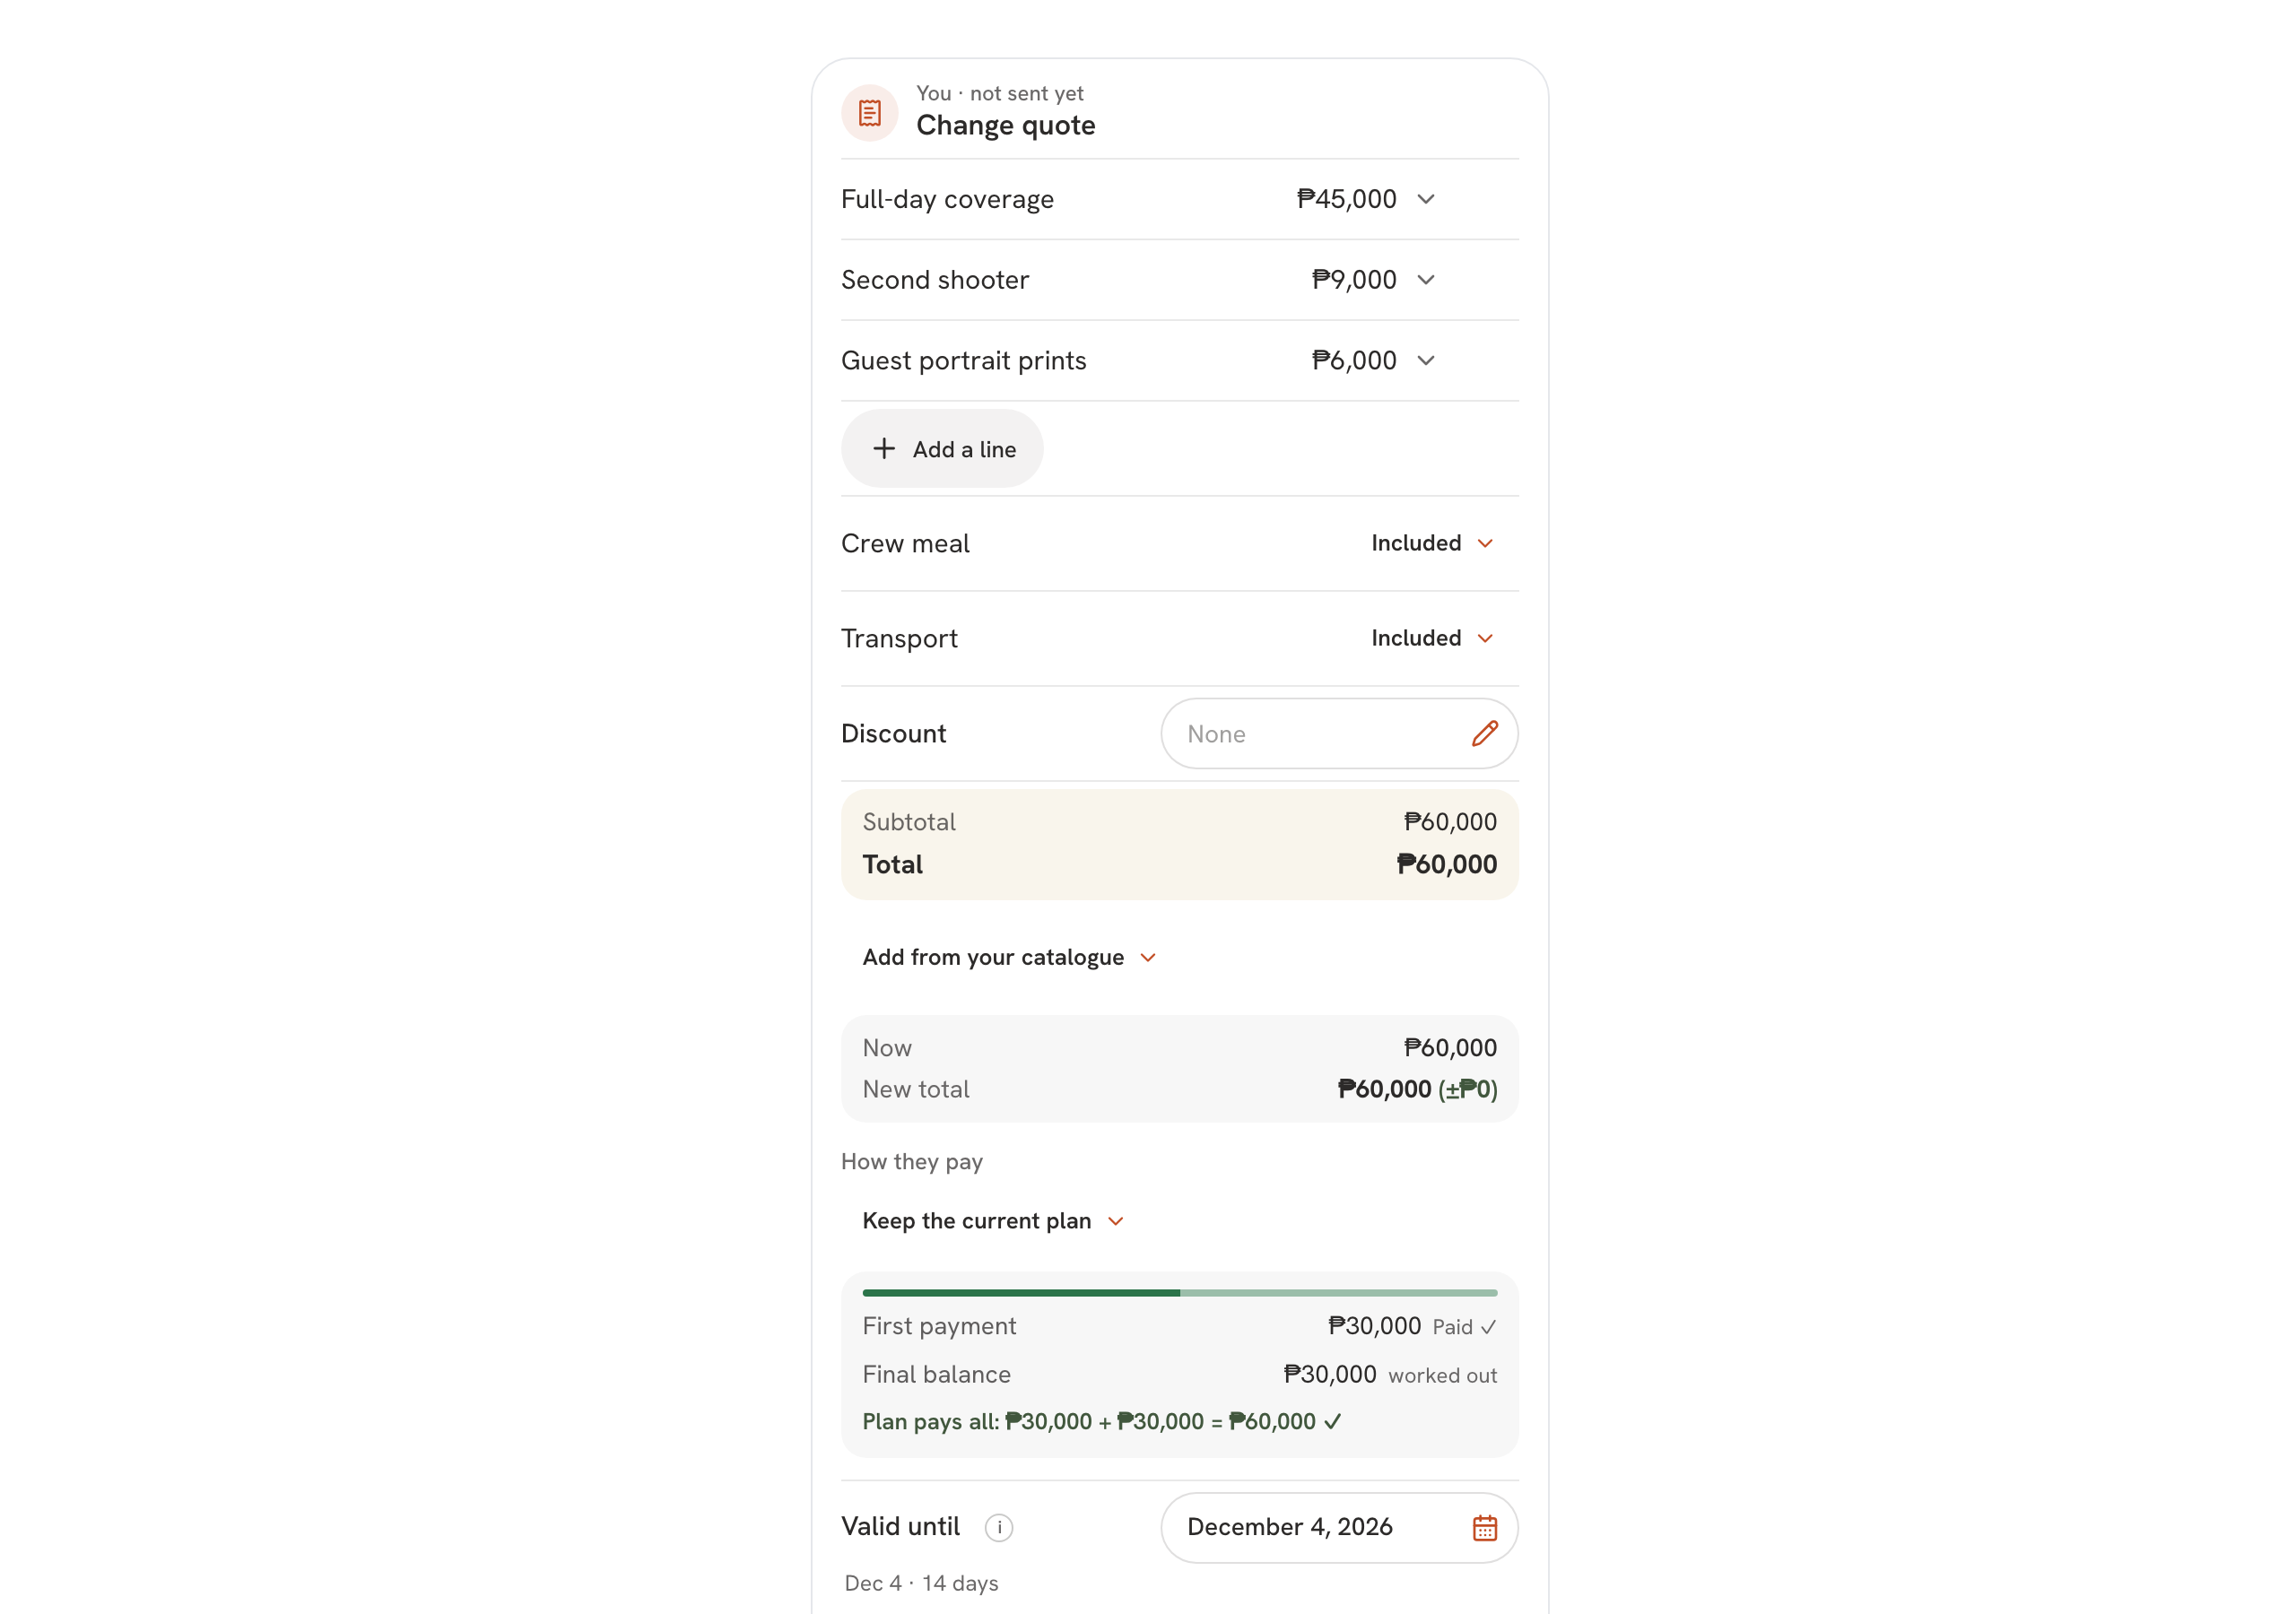 You · not sent yet
Change quote
Full-day coverage ₱45,000
Second shooter ₱9,000
Guest portrait prints ₱6,000
Add a line
Crew meal Included
Transport Included
Discount None
Subtotal ₱60,000
Total ₱60,000
Add from your catalogue
Now ₱60,000
New total ₱60,000 (±₱0)
How they pay
Keep the current plan
First payment ₱30,000 Paid ✓
Final balance ₱30,000 worked out
Plan pays all: ₱30,000 + ₱30,000 = ₱60,000 ✓
Valid until i December 4, 2026
Dec 4 · 14 days